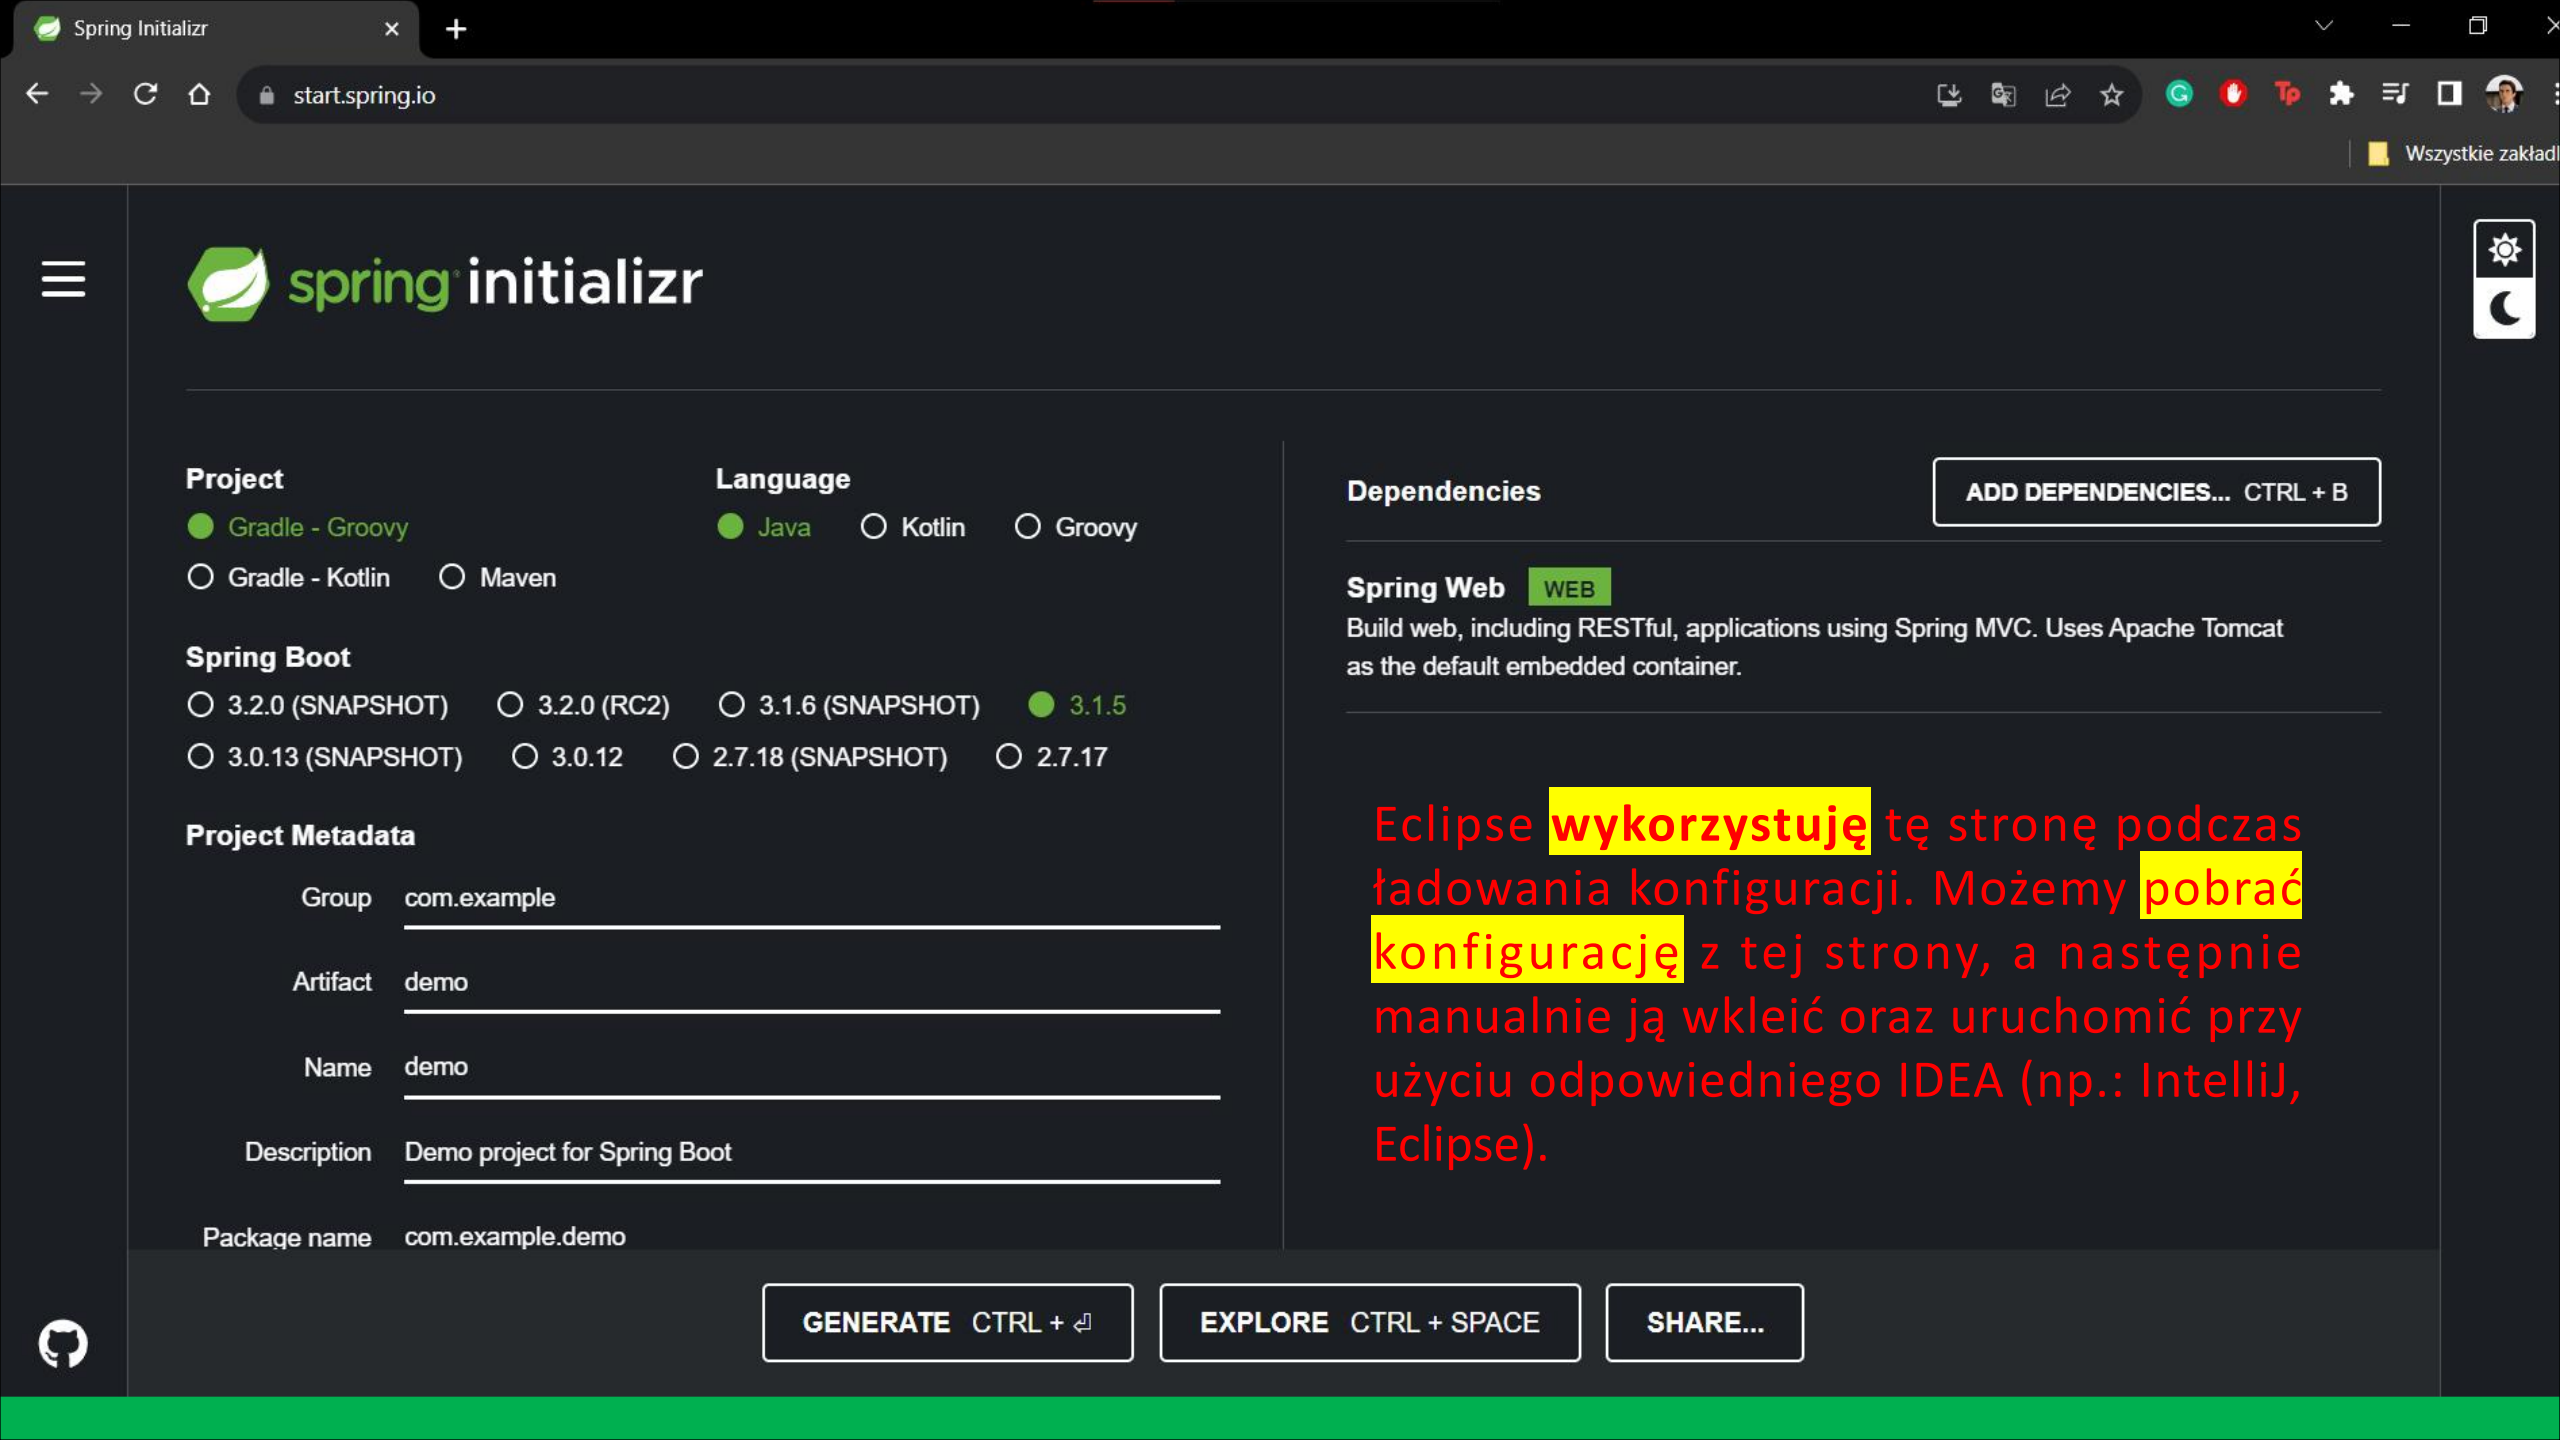 Spring Initializr
start.spring.io
Wszystkie zakład
spring initializr
Project
Gradle - Groovy
Gradle - Kotlin Maven
Language
Java Kotlin Groovy
Spring Boot
3.2.0 (SNAPSHOT) 3.2.0 (RC2) 3.1.6 (SNAPSHOT) 3.1.5
3.0.13 (SNAPSHOT) 3.0.12 2.7.18 (SNAPSHOT) 2.7.17
Project Metadata
Group com.example
Artifact demo
Name demo
Description Demo project for Spring Boot
Package name com.example.demo
Dependencies
ADD DEPENDENCIES... CTRL + B
Spring Web WEB
Build web, including RESTful, applications using Spring MVC. Uses Apache Tomcat
as the default embedded container.
Eclipse wykorzystuję tę stronę podczas
ładowania konfiguracji. Możemy pobrać
konfigurację z tej strony, a następnie
manualnie ją wkleić oraz uruchomić przy
użyciu odpowiedniego IDEA (np.: IntelliJ,
Eclipse).
GENERATE CTRL + ⏎
EXPLORE CTRL + SPACE
SHARE...